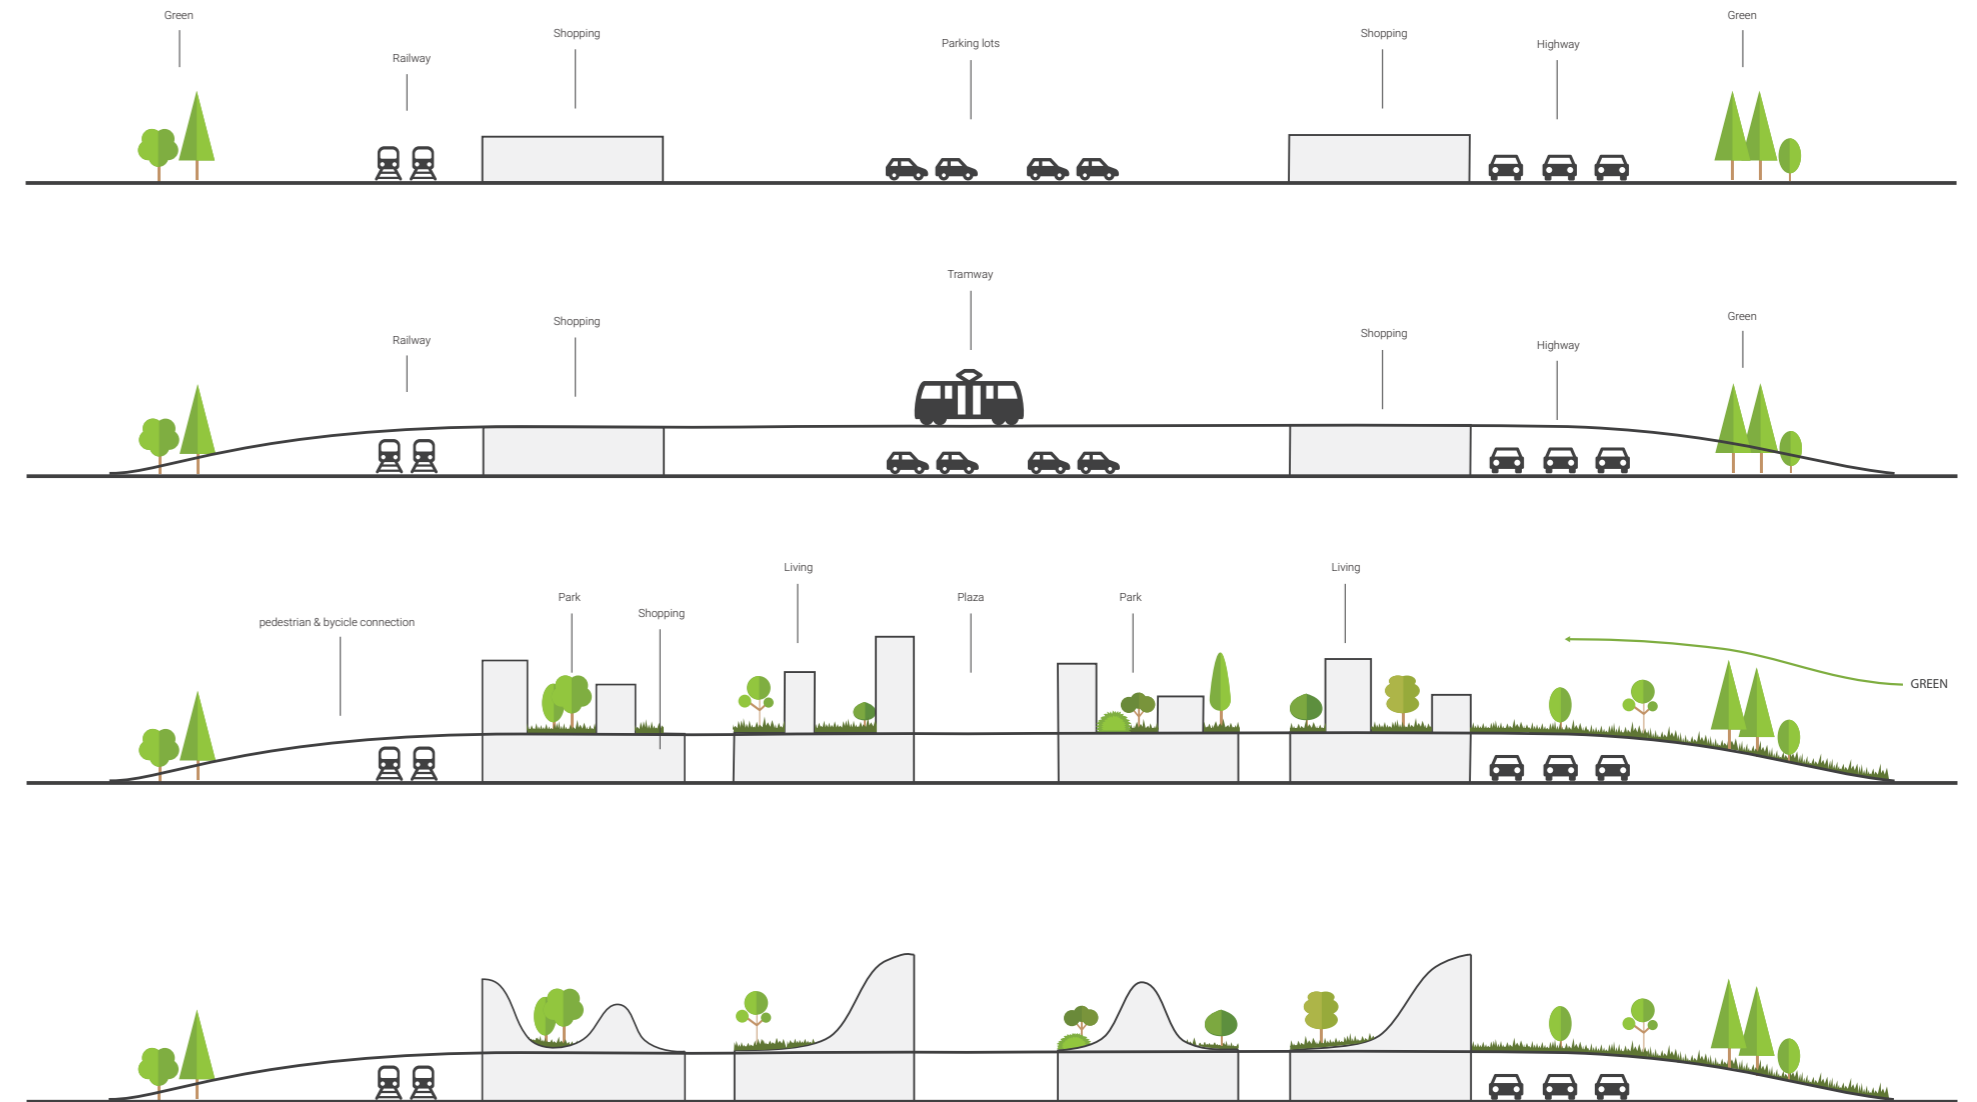 Green
Railway
Shopping
Parking lots
Shopping
Highway
Green
Railway
Shopping
Tramway
Shopping
Highway
Green
pedestrian & bycicle connection
Park
Shopping
Living
Plaza
Park
Living
GREEN